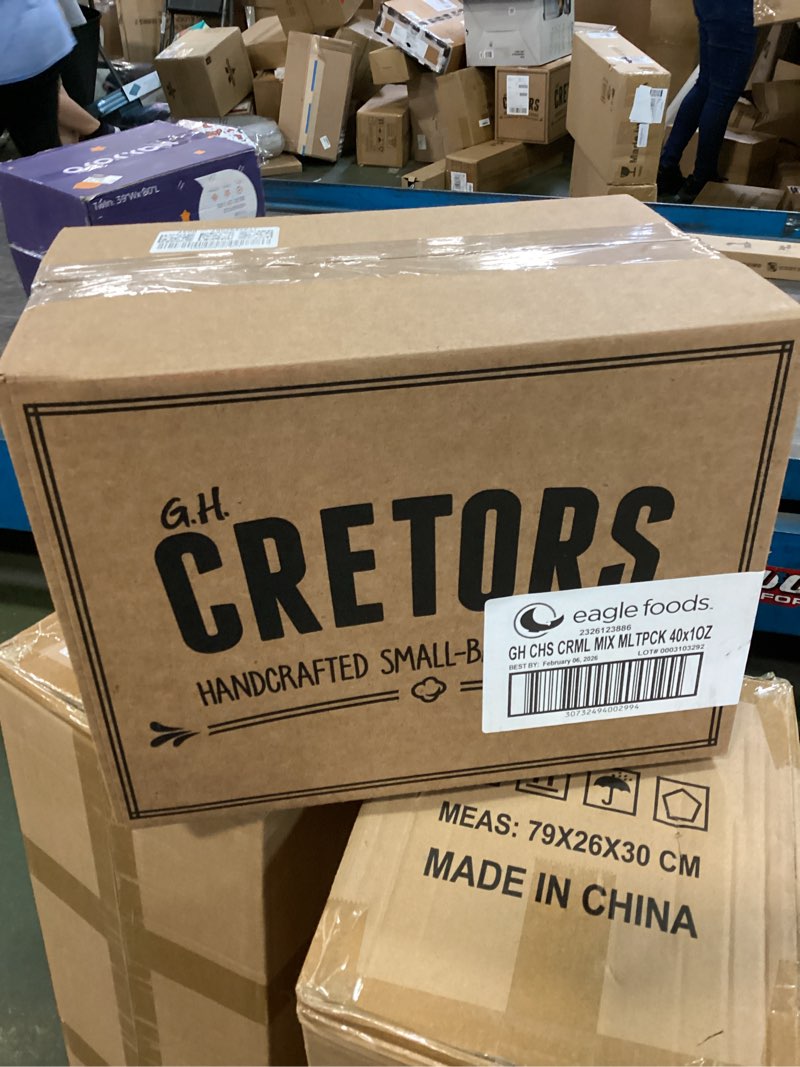 G.H.
CRETORS
HANDCRAFTED SMALL-B
eagle foods.
2326123886
GH CHS CRML MIX MLTPCK 40x1OZ
BEST BY: February 06, 2026
LOT# 0003103292
30732494002994
MEAS: 79X26X30 CM
MADE IN CHINA